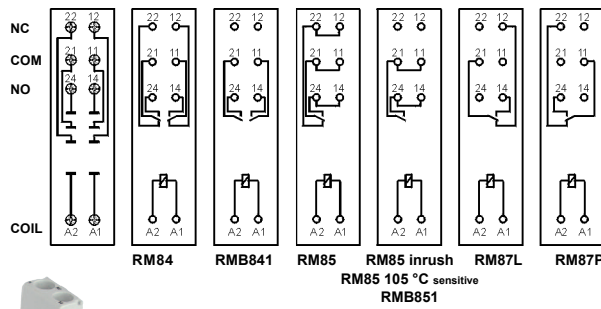 22 12 22 12 22 12 22 12 22 12 22 12 22 12
NC
COM 21 11 21 11 21 11 21 11 21 11 21 11 21 11
NO 24 14 24 14 24 14 24 14 24 14 24 14 24 14
COIL A2 A1 A2 A1 A2 A1 A2 A1 A2 A1 A2 A1 A2 A1
RM84 RMB841 RM85 RM85 inrush RM87L RM87P
RM85 105 °C sensitive
RMB851